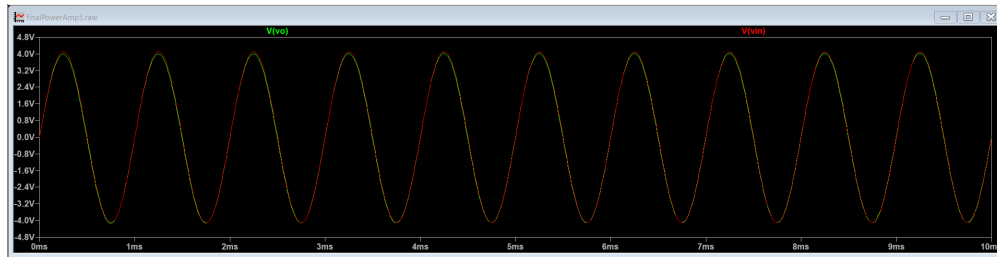 finalPowerAmp5.raw
V(vo) V(vin)
4.8V
4.0V
3.2V
2.4V
1.6V
0.8V
0.0V
-0.8V
-1.6V
-2.4V
-3.2V
-4.0V
-4.8V
0ms 1ms 2ms 3ms 4ms 5ms 6ms 7ms 8ms 9ms 10ms